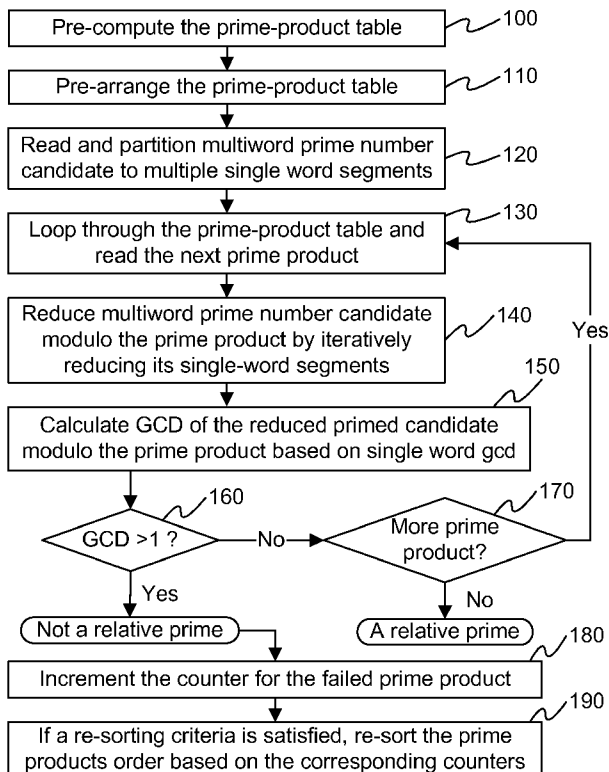 Pre-compute the prime-product table
100
Pre-arrange the prime-product table
110
Read and partition multiword prime number
candidate to multiple single word segments
120
130
Loop through the prime-product table and
read the next prime product
Reduce multiword prime number candidate
modulo the prime product by iteratively
reducing its single-word segments
140
Yes
150
Calculate GCD of the reduced primed candidate
modulo the prime product based on single word gcd
160
GCD >1 ?
No
170
More prime
product?
Yes
No
Not a relative prime
A relative prime
180
Increment the counter for the failed prime product
190
If a re-sorting criteria is satisfied, re-sort the prime
products order based on the corresponding counters